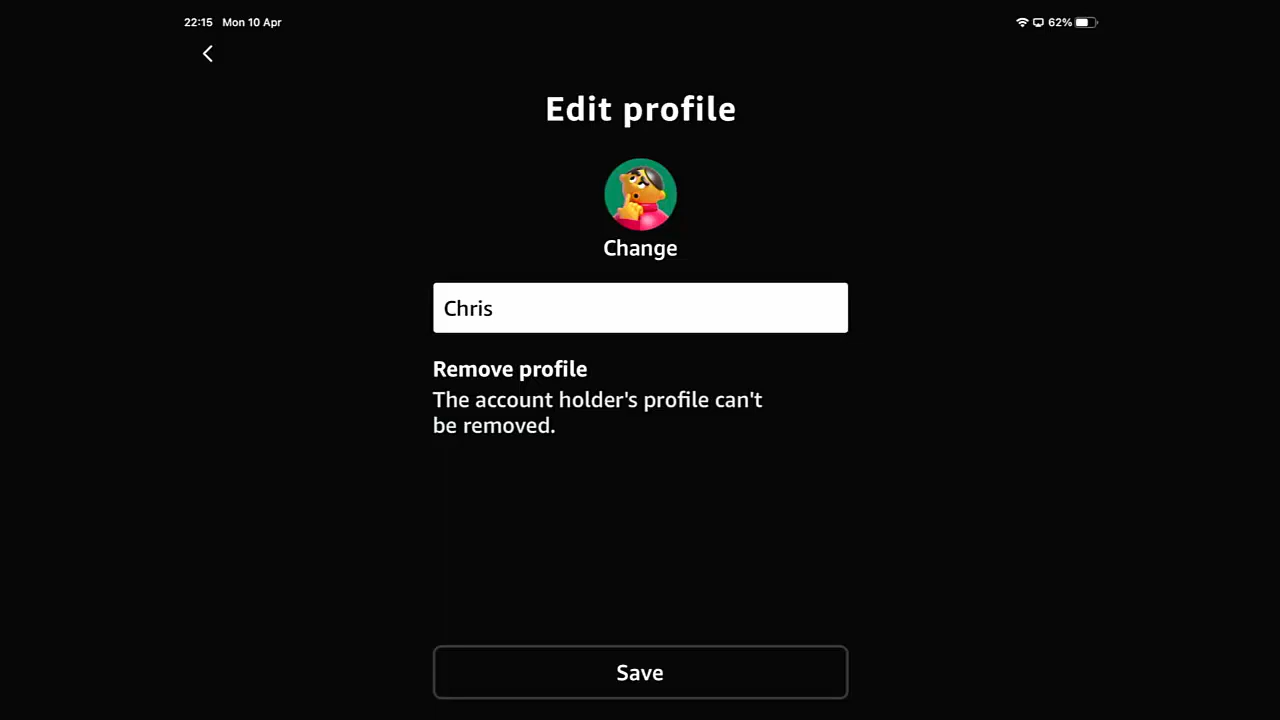 22:15 Mon 10 Apr
62%
Edit profile
Change
Chris
Remove profile
The account holder's profile can't
be removed.
Save